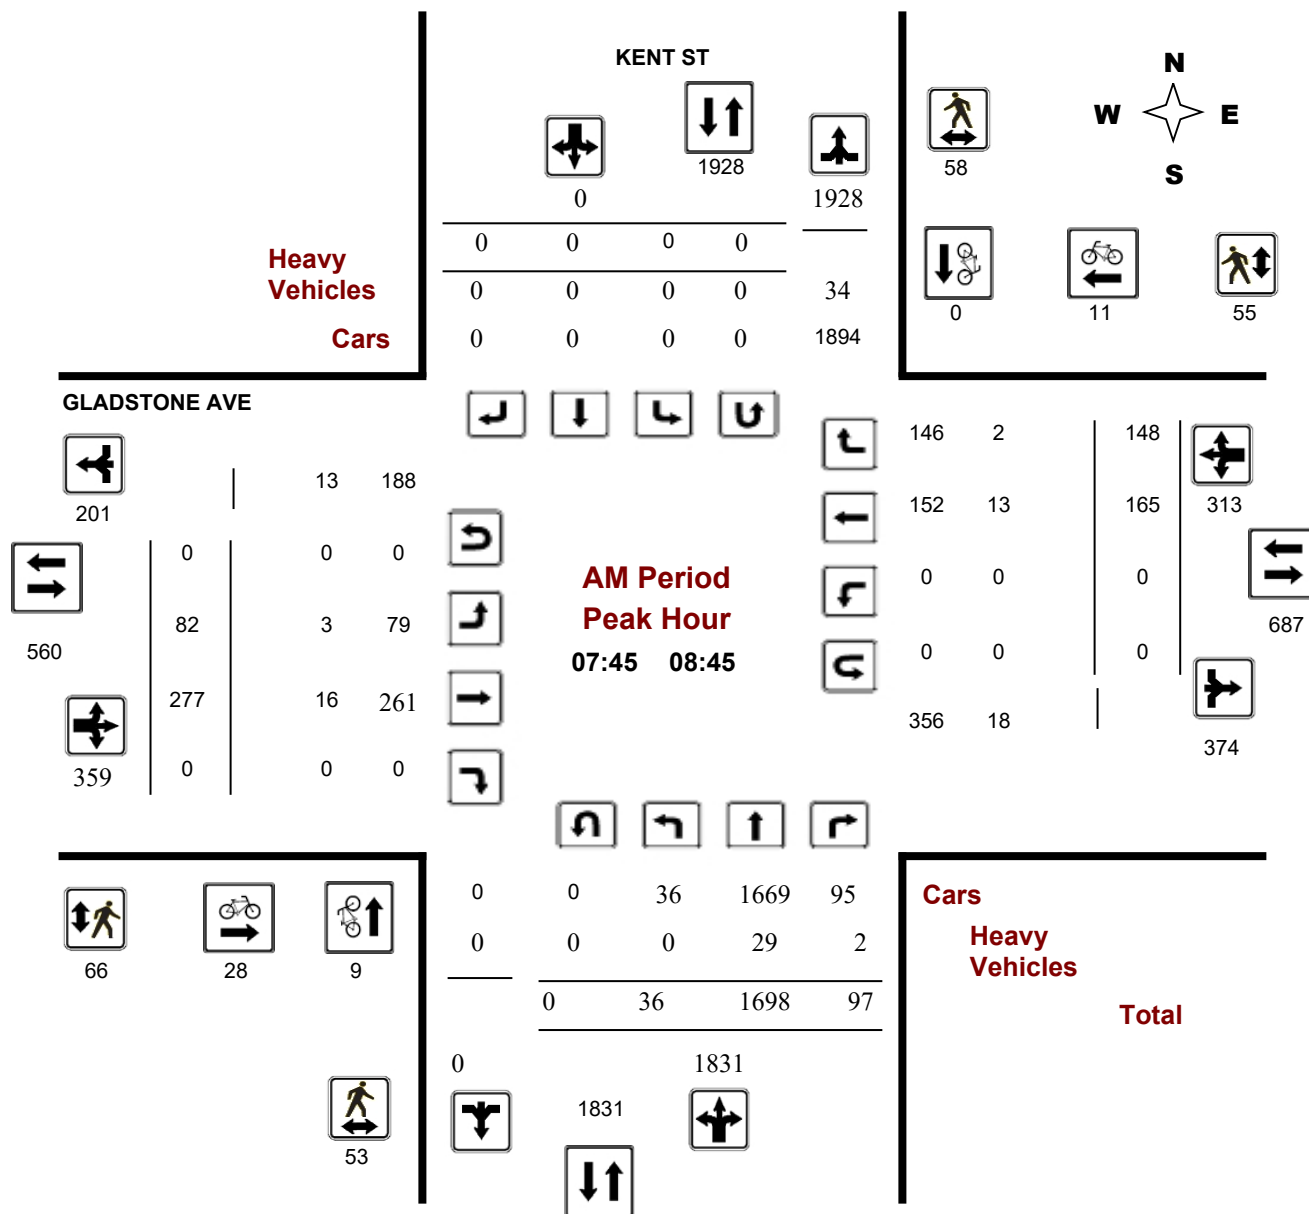 KENT ST
N
W E
S
1928
58
0 1928
0 0 0 0
Heavy
Vehicles
0 0 0 0 34
0 11 55
Cars
0 0 0 0 1894
GLADSTONE AVE
146 2 148
13 188
201
152 13 165 313
0 0 0
AM Period
0 0 0
Peak Hour
82 3 79
687
560
07:45 08:45
0 0 0
277 16 261
356 18
374
359
0 0 0
0 0 36 1669 95
Cars
0 0 0 29 2
Heavy
Vehicles
66 28 9
0 36 1698 97
Total
0 1831
1831
53